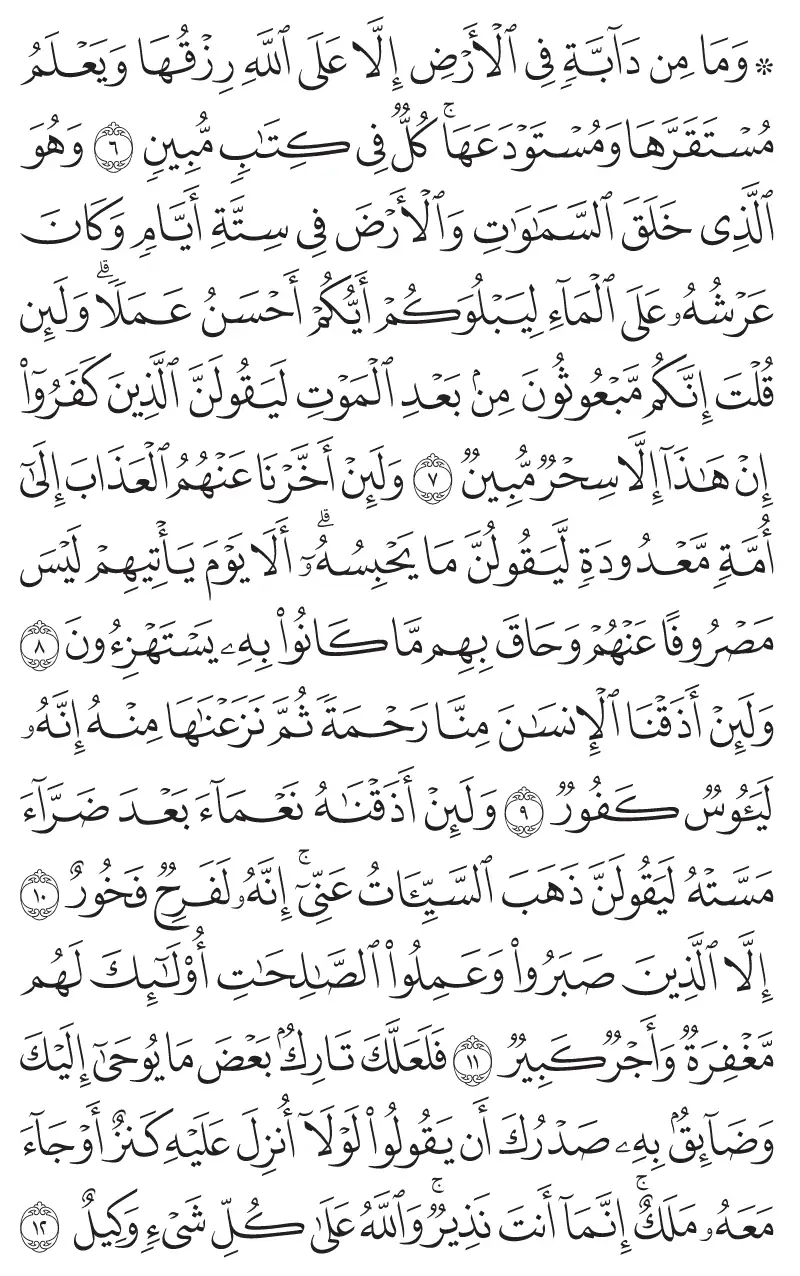 ۞ وَمَا مِن دَآبَّةٍ فِى ٱلْأَرْضِ إِلَّا عَلَى ٱللَّهِ رِزْقُهَا وَيَعْلَمُ
مُسْتَقَرَّهَا وَمُسْتَوْدَعَهَا ۚ كُلٌّ فِى كِتَـٰبٍ مُّبِينٍ ٦ وَهُوَ
ٱلَّذِى خَلَقَ ٱلسَّمَـٰوَٰتِ وَٱلْأَرْضَ فِى سِتَّةِ أَيَّامٍ وَكَانَ
عَرْشُهُۥ عَلَى ٱلْمَآءِ لِيَبْلُوَكُمْ أَيُّكُمْ أَحْسَنُ عَمَلًا ۗ وَلَئِن
قُلْتَ إِنَّكُم مَّبْعُوثُونَ مِنۢ بَعْدِ ٱلْمَوْتِ لَيَقُولَنَّ ٱلَّذِينَ كَفَرُوٓا۟
إِنْ هَـٰذَآ إِلَّا سِحْرٌ مُّبِينٌ ٧ وَلَئِنْ أَخَّرْنَا عَنْهُمُ ٱلْعَذَابَ إِلَىٰٓ
أُمَّةٍ مَّعْدُودَةٍ لَّيَقُولُنَّ مَا يَحْبِسُهُۥٓ ۗ أَلَا يَوْمَ يَأْتِيهِمْ لَيْسَ
مَصْرُوفًا عَنْهُمْ وَحَاقَ بِهِم مَّا كَانُوا۟ بِهِۦ يَسْتَهْزِءُونَ ٨
وَلَئِنْ أَذَقْنَا ٱلْإِنسَـٰنَ مِنَّا رَحْمَةً ثُمَّ نَزَعْنَـٰهَا مِنْهُ إِنَّهُۥ
لَيَـُٔوسٌ كَفُورٌ ٩ وَلَئِنْ أَذَقْنَـٰهُ نَعْمَآءَ بَعْدَ ضَرَّآءَ
مَسَّتْهُ لَيَقُولَنَّ ذَهَبَ ٱلسَّيِّـَٔاتُ عَنِّىٓ ۚ إِنَّهُۥ لَفَرِحٌ فَخُورٌ ١٠
إِلَّا ٱلَّذِينَ صَبَرُوا۟ وَعَمِلُوا۟ ٱلصَّـٰلِحَـٰتِ أُو۟لَـٰٓئِكَ لَهُم
مَّغْفِرَةٌ وَأَجْرٌ كَبِيرٌ ١١ فَلَعَلَّكَ تَارِكٌۢ بَعْضَ مَا يُوحَىٰٓ إِلَيْكَ
وَضَآئِقٌۢ بِهِۦ صَدْرُكَ أَن يَقُولُوا۟ لَوْلَآ أُنزِلَ عَلَيْهِ كَنزٌ أَوْ جَآءَ
مَعَهُۥ مَلَكٌ ۚ إِنَّمَآ أَنتَ نَذِيرٌ ۚ وَٱللَّهُ عَلَىٰ كُلِّ شَىْءٍ وَكِيلٌ ١٢